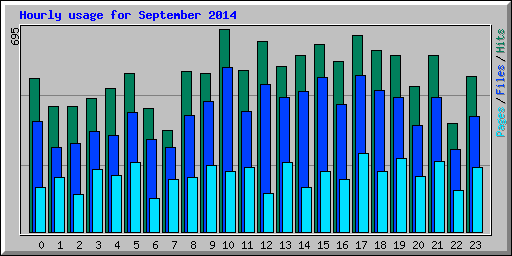 Hourly usage for September 2014
695
Pages / Files / Hits
0 1 2 3 4 5 6 7 8 9 10 11 12 13 14 15 16 17 18 19 20 21 22 23